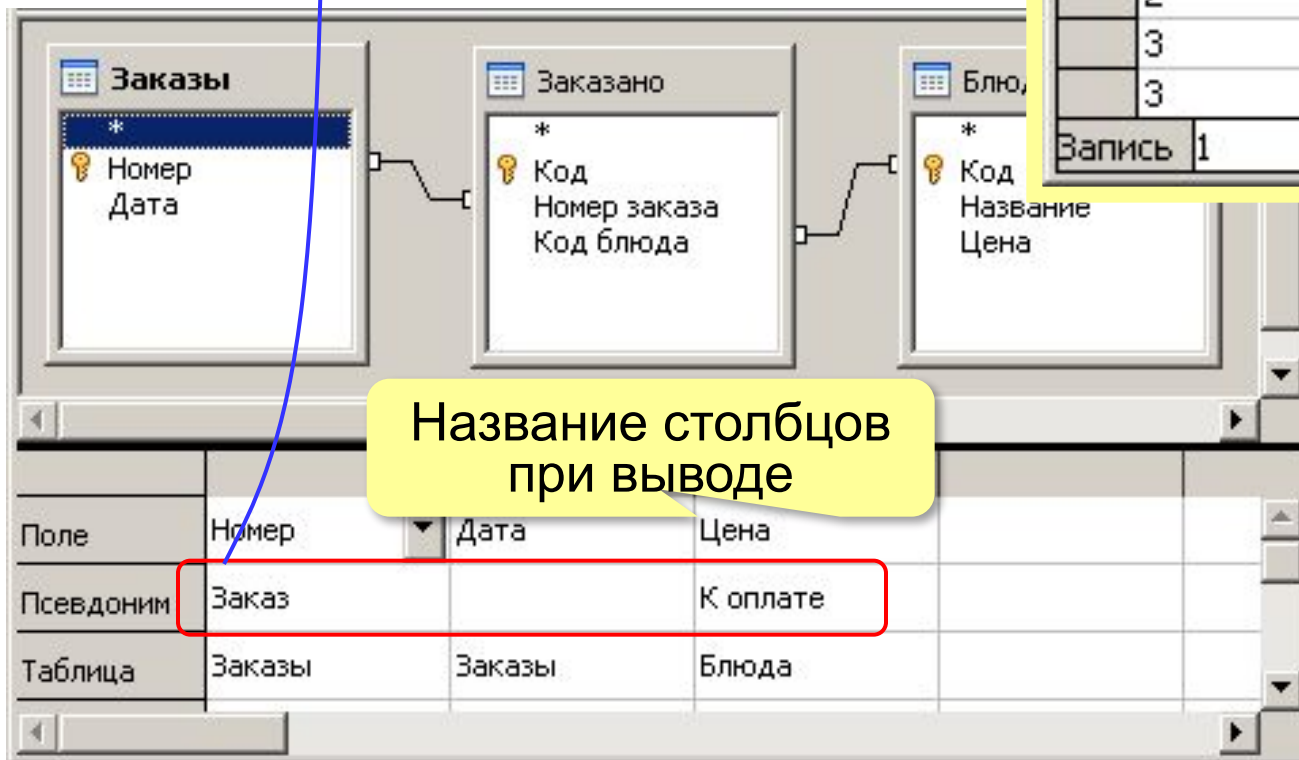 3
3
Запись 1
Заказы
*
Номер
Дата
Заказано
*
Код
Номер заказа
Код блюда
*
Код
Название
Цена
Название столбцов
при выводе
Поле Номер Дата Цена
Псевдоним Заказ К оплате
Таблица Заказы Заказы Блюда